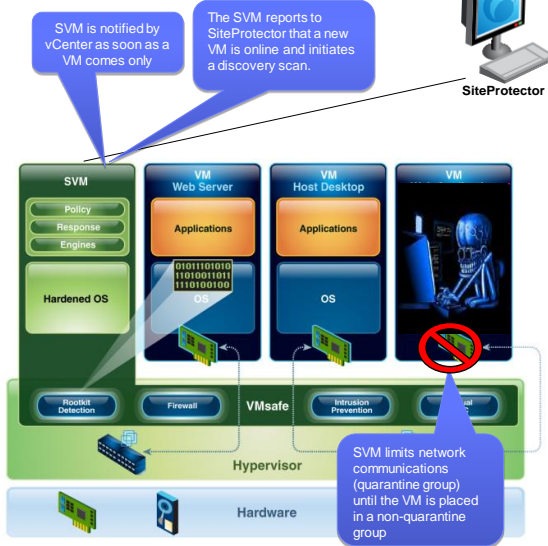 SVM is notified by
vCenter as soon as a
VM comes only
The SVM reports to
SiteProtector that a new
VM is online and initiates
a discovery scan.
SiteProtector
SVM
Policy
Response
Engines
Hardened OS
VM
Web Server
Applications
01011101010
11010010011
1110100100
OS
VM
Host Desktop
Applications
OS
VM
Rootkit
Detection
Firewall
VMsafe
Intrusion
Prevention
Hypervisor
SVM limits network
communications
(quarantine group)
until the VM is placed
in a non-quarantine
group
Hardware